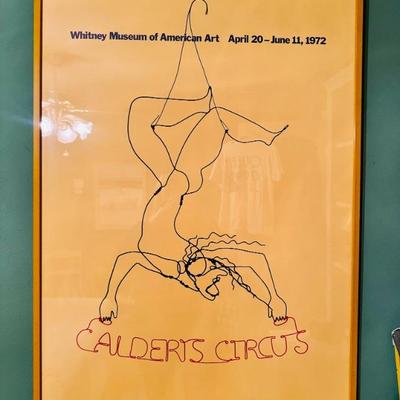 Whitney Museum of American Art April 20–June 11, 1972
CALDER'S CIRCUS